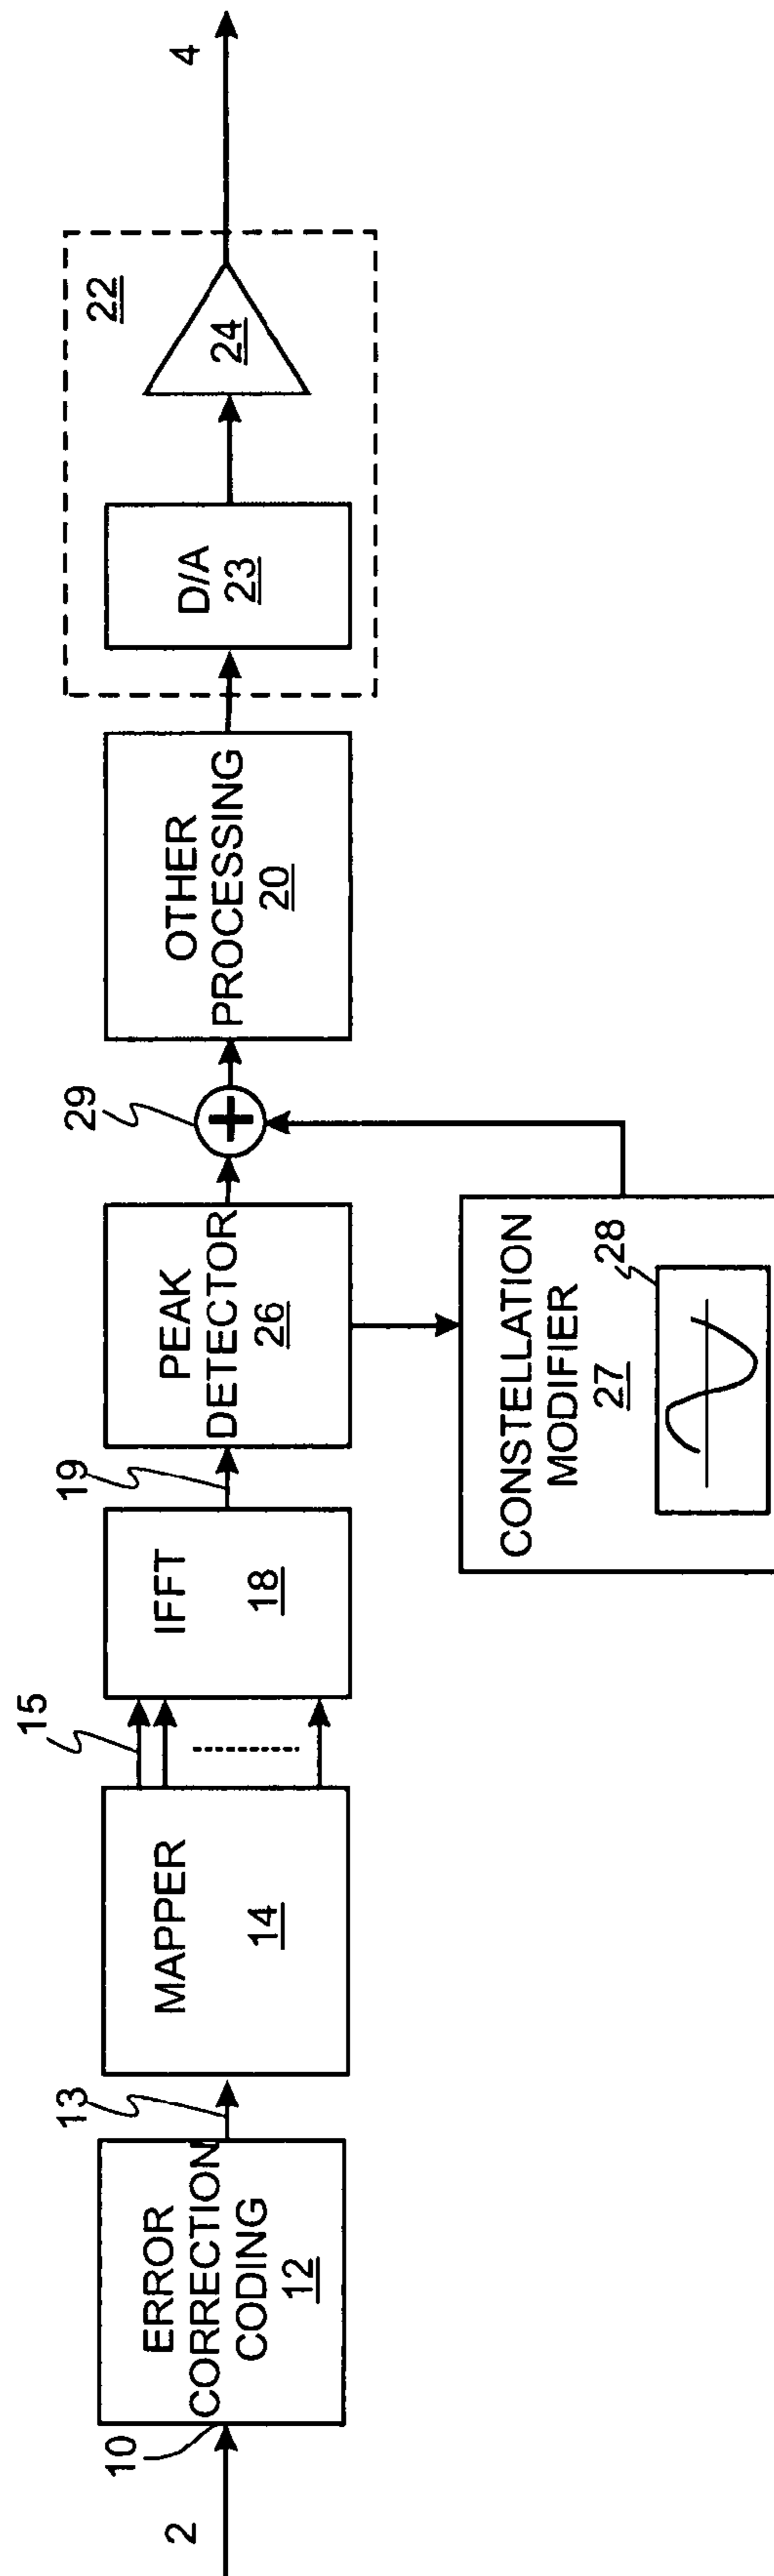 2
10
ERROR
CORRECTION
CODING
12
13
MAPPER
14
15
IFFT
18
19
PEAK
DETECTOR
26
29
+
CONSTELLATION
MODIFIER
27
28
OTHER
PROCESSING
20
D/A
23
22
24
4